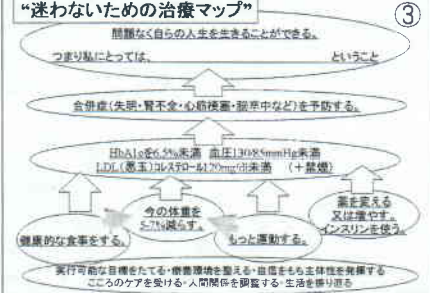 “迷わないための治療マップ”
③
問題なく自らの人生を生きることができる。
つまり私にとっては、 ということ
合併症(失明・腎不全・心筋梗塞・脳卒中など)を予防する。
HbA1cを6.5%未満 血圧130/85mmHg未満
LDL(悪玉)コレステロール120mg/dl未満 (+禁煙)
健康的な食事をする。
今の体重を
5-7%減らす。
もっと運動する。
薬を変える
又は増やす。
インスリンを使う。
実行可能な目標をたてる・療養環境を整える・自信をもち主体性を発揮する
こころのケアを受ける・人間関係を調整する・生活を振り返る